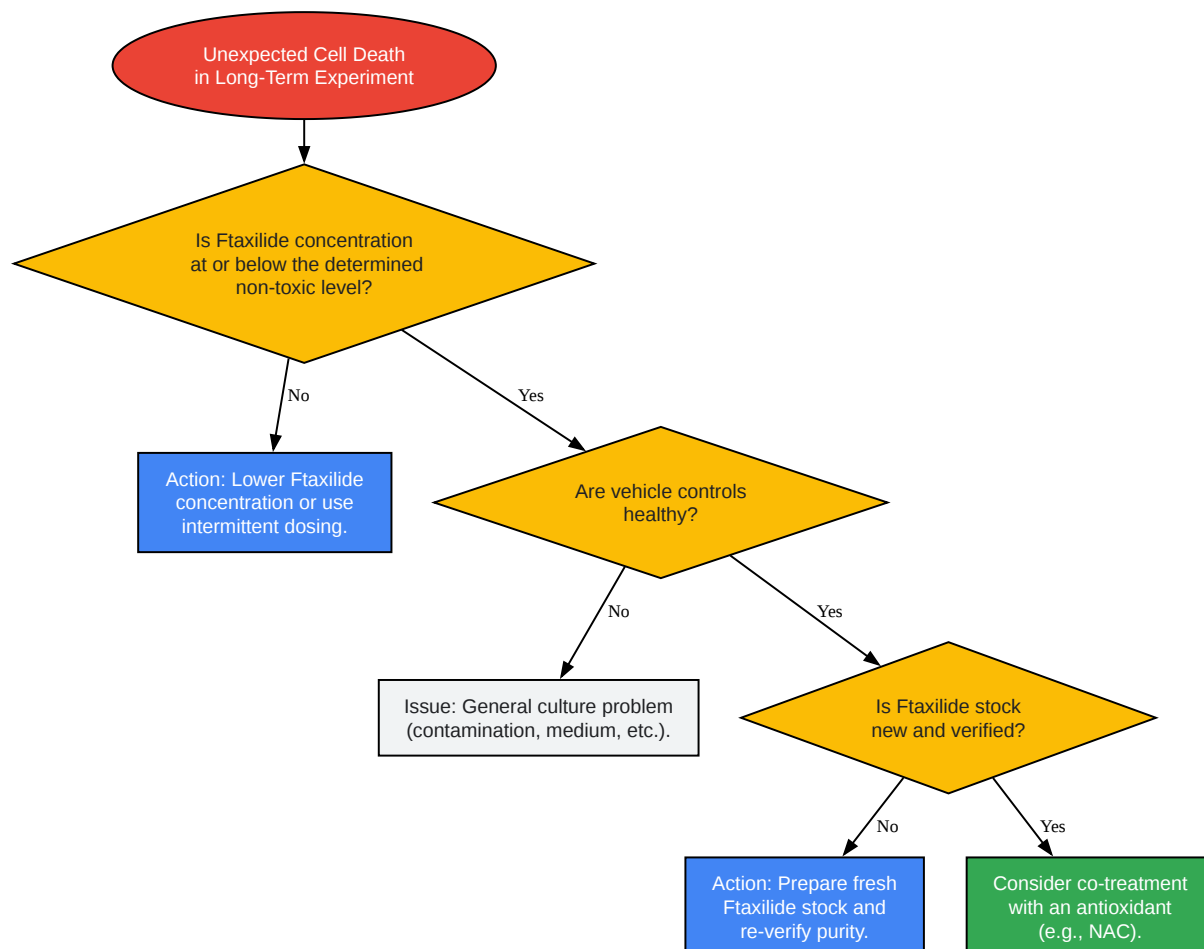 Unexpected Cell Death
in Long-Term Experiment
Is Ftaxilide concentration
at or below the determined
non-toxic level?
No
Yes
Action: Lower Ftaxilide
concentration or use
intermittent dosing.
Are vehicle controls
healthy?
No
Yes
Issue: General culture problem
(contamination, medium, etc.).
Is Ftaxilide stock
new and verified?
No
Yes
Action: Prepare fresh
Ftaxilide stock and
re-verify purity.
Consider co-treatment
with an antioxidant
(e.g., NAC).